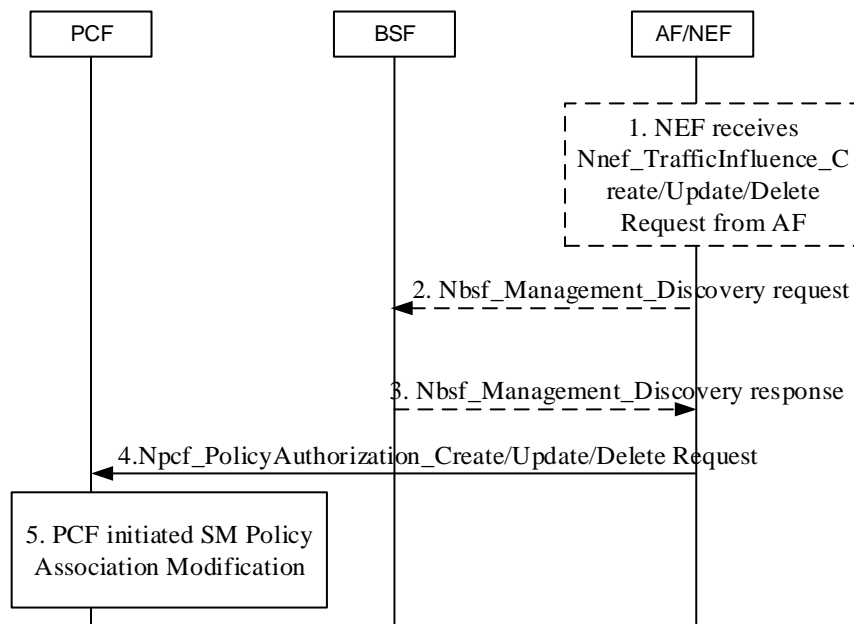 PCF
BSF
AF/NEF
1. NEF receives
Nnef_TrafficInfluence_C
reate/Update/Delete
Request from AF
2. Nbsf_Management_Discovery request
3. Nbsf_Management_Discovery response
4.Npcf_PolicyAuthorization_Create/Update/Delete Request
5. PCF initiated SM Policy
Association Modification